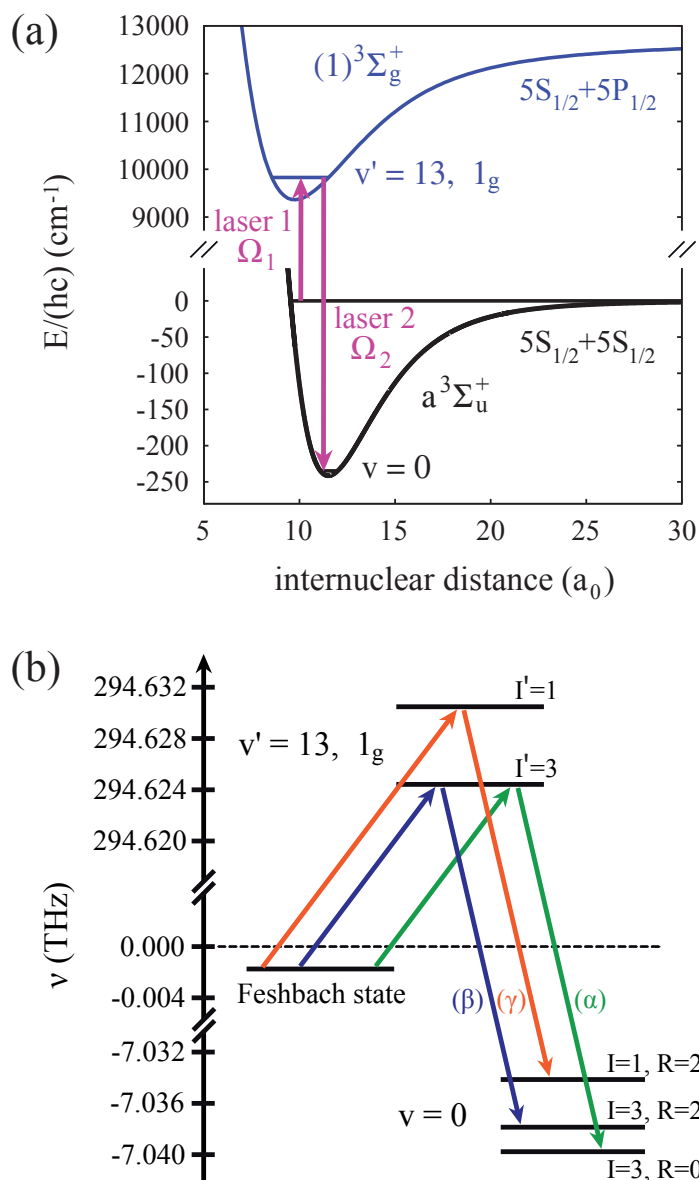 (a)
13000
12000
11000
10000
9000
0
-50
-100
-150
-200
-250
E/(hc) (cm⁻¹)
(1)³Σg⁺
5S1/2+5P1/2
v' = 13, 1g
laser 1
Ω1
laser 2
Ω2
5S1/2+5S1/2
a³Σu⁺
v = 0
5 10 15 20 25 30
internuclear distance (a0)
(b)
294.632
294.628
294.624
294.620
0.000
-0.004
-7.032
-7.036
-7.040
ν (THz)
I'=1
v' = 13, 1g
I'=3
Feshbach state
(β) (γ) (α)
I=1, R=2
I=3, R=2
v = 0
I=3, R=0